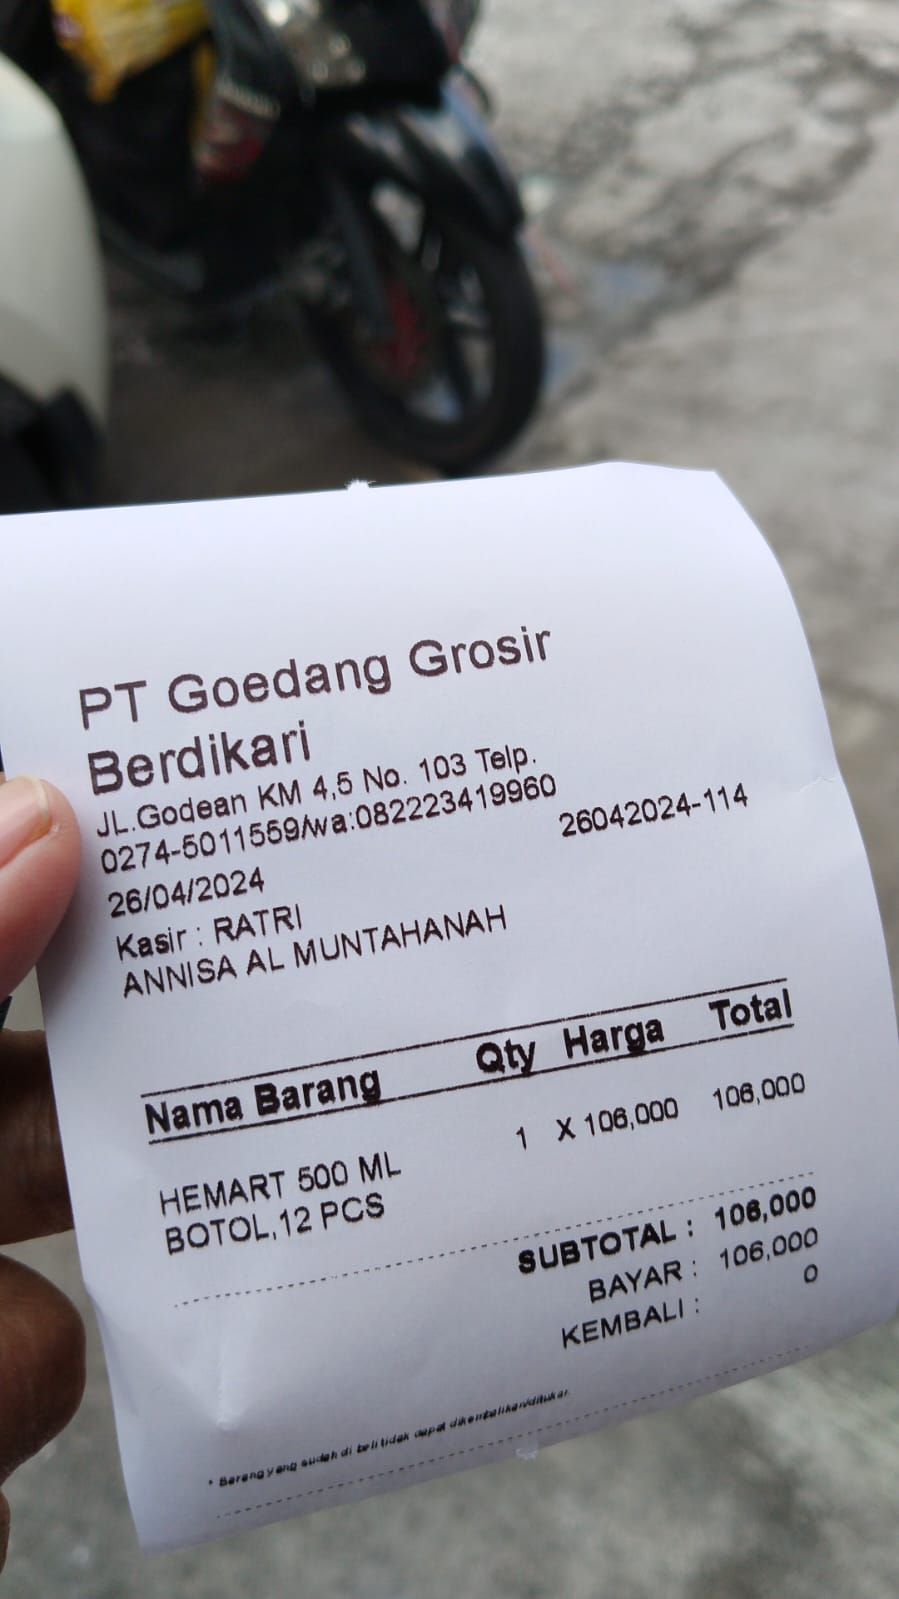 PT Goedang Grosir
Berdikari
JL.Godean KM 4,5 No. 103 Telp.
0274-5011559/wa:082223419960
26/04/2024 26042024-114
Kasir : RATRI
ANNISA AL MUNTAHANAH
Nama Barang Qty Harga Total
HEMART 500 ML 1 X 106,000 106,000
BOTOL,12 PCS
SUBTOTAL : 106,000
BAYAR : 106,000
KEMBALI : 0
* Barang yang sudah di beli tidak dapat dikembalikan/ditukar.